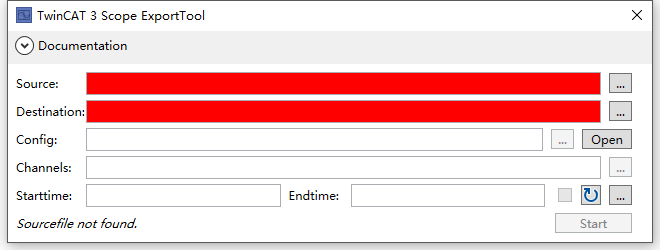 TwinCAT 3 Scope ExportTool
Documentation
Source: ...
Destination: ...
Config: ... Open
Channels: ...
Starttime: Endtime: ...
Sourcefile not found. Start